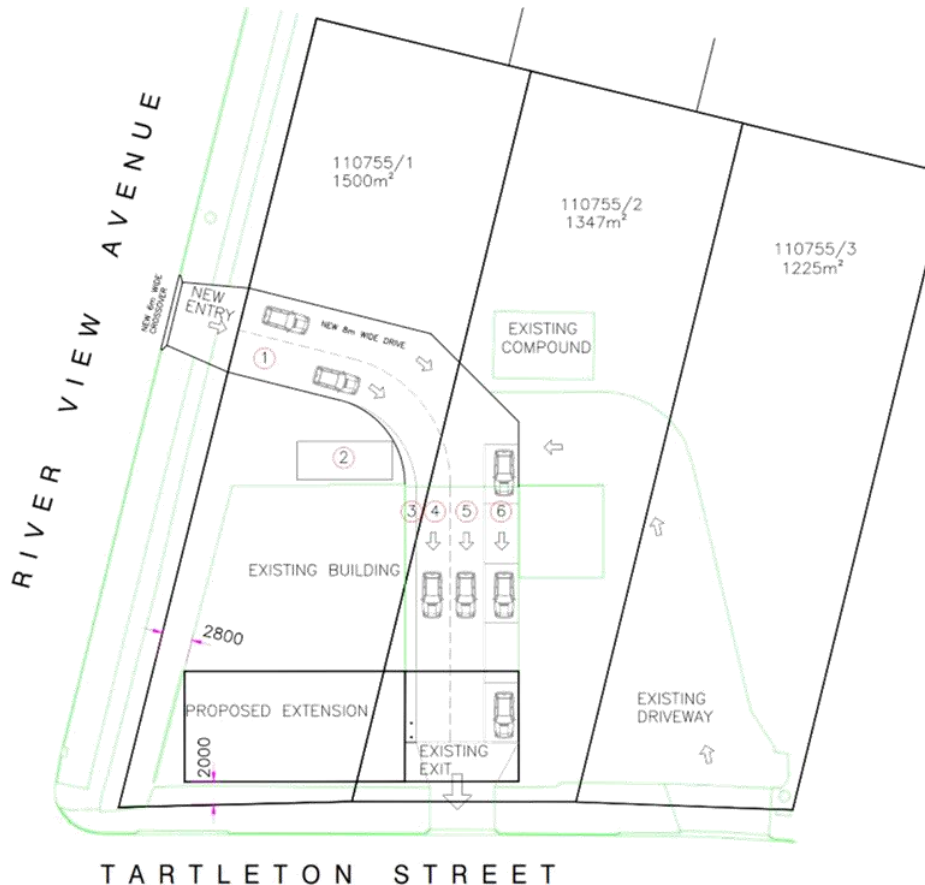 110755/1
1500m²
110755/2
1347m²
110755/3
1225m²
RIVER VIEW AVENUE
NEW 6m WIDE
CROSSOVER
NEW
ENTRY
NEW 8m WIDE DRIVE
EXISTING
COMPOUND
1
2
3
4
5
6
EXISTING BUILDING
2800
PROPOSED EXTENSION
2000
EXISTING
EXIT
EXISTING
DRIVEWAY
TARTLETON STREET